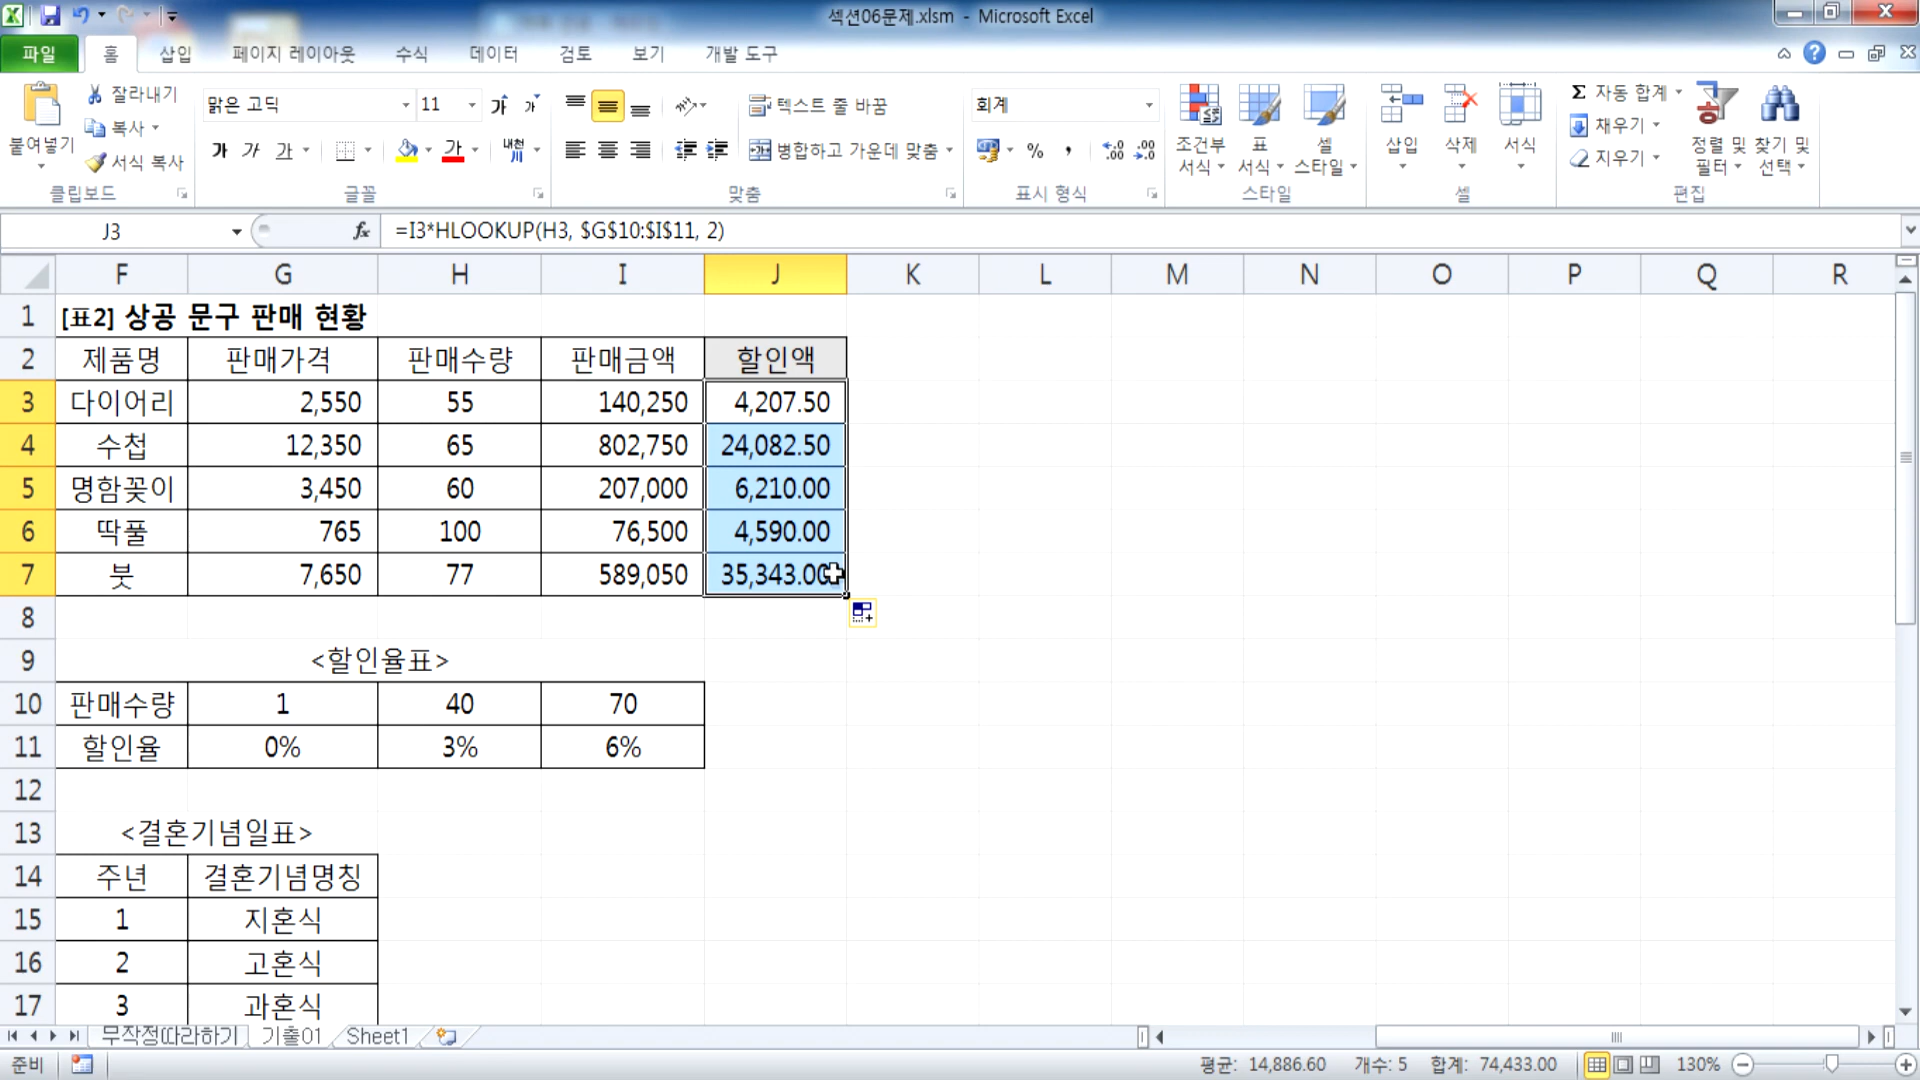 섹션06문제.xlsm - Microsoft Excel
파일 홈 삽입 페이지 레이아웃 수식 데이터 검토 보기 개발 도구
붙여넣기 잘라내기 복사 서식 복사 클립보드
맑은 고딕 11 가 가 가 가 가 가 내천 글꼴
텍스트 줄 바꿈 병합하고 가운데 맞춤 맞춤
회계 % , .00 표시 형식
조건부 서식 표 서식 셀 스타일 스타일
삽입 삭제 서식 셀
Σ 자동 합계 채우기 지우기 정렬 및 필터 찾기 및 선택 편집
J3 fx =I3*HLOOKUP(H3, $G$10:$I$11, 2)
F G H I J K L M N O P Q R
1 [표2] 상공 문구 판매 현황
2 제품명 판매가격 판매수량 판매금액 할인액
3 다이어리 2,550 55 140,250 4,207.50
4 수첩 12,350 65 802,750 24,082.50
5 명함꽂이 3,450 60 207,000 6,210.00
6 딱풀 765 100 76,500 4,590.00
7 붓 7,650 77 589,050 35,343.00
8
9 <할인율표>
10 판매수량 1 40 70
11 할인율 0% 3% 6%
12
13 <결혼기념일표>
14 주년 결혼기념명칭
15 1 지혼식
16 2 고혼식
17 3 과혼식
무작정따라하기 기출01 Sheet1
준비 평균: 14,886.60 개수: 5 합계: 74,433.00 130%